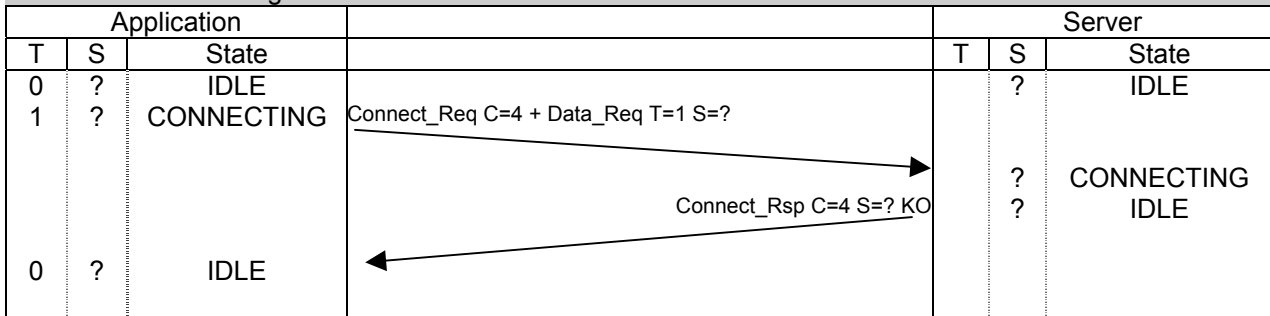 Application Server
T S State T S State
0 ? IDLE ? IDLE
1 ? CONNECTING Connect_Req C=4 + Data_Req T=1 S=?
? CONNECTING
Connect_Rsp C=4 S=? KO ? IDLE
0 ? IDLE